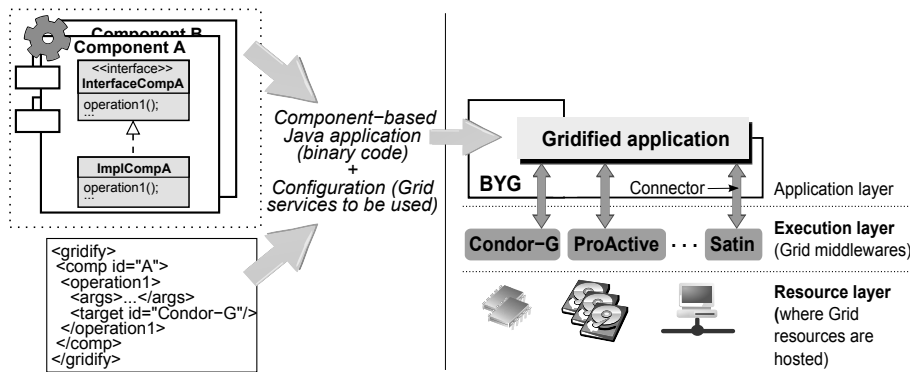 Component B
Component A
<<interface>>
InterfaceCompA
operation1();
...
ImplCompA
operation1();
...
<gridify>
<comp id="A">
<operation1>
<args>...</args>
<target id="Condor−G"/>
</operation1>
</comp>
</gridify>
Component−based
Java application
(binary code)
+
Configuration (Grid
services to be used)
Gridified application
BYG
Connector
Application layer
Condor−G
ProActive
...
Satin
Execution layer
(Grid middlewares)
Resource layer
(where Grid
resources are
hosted)